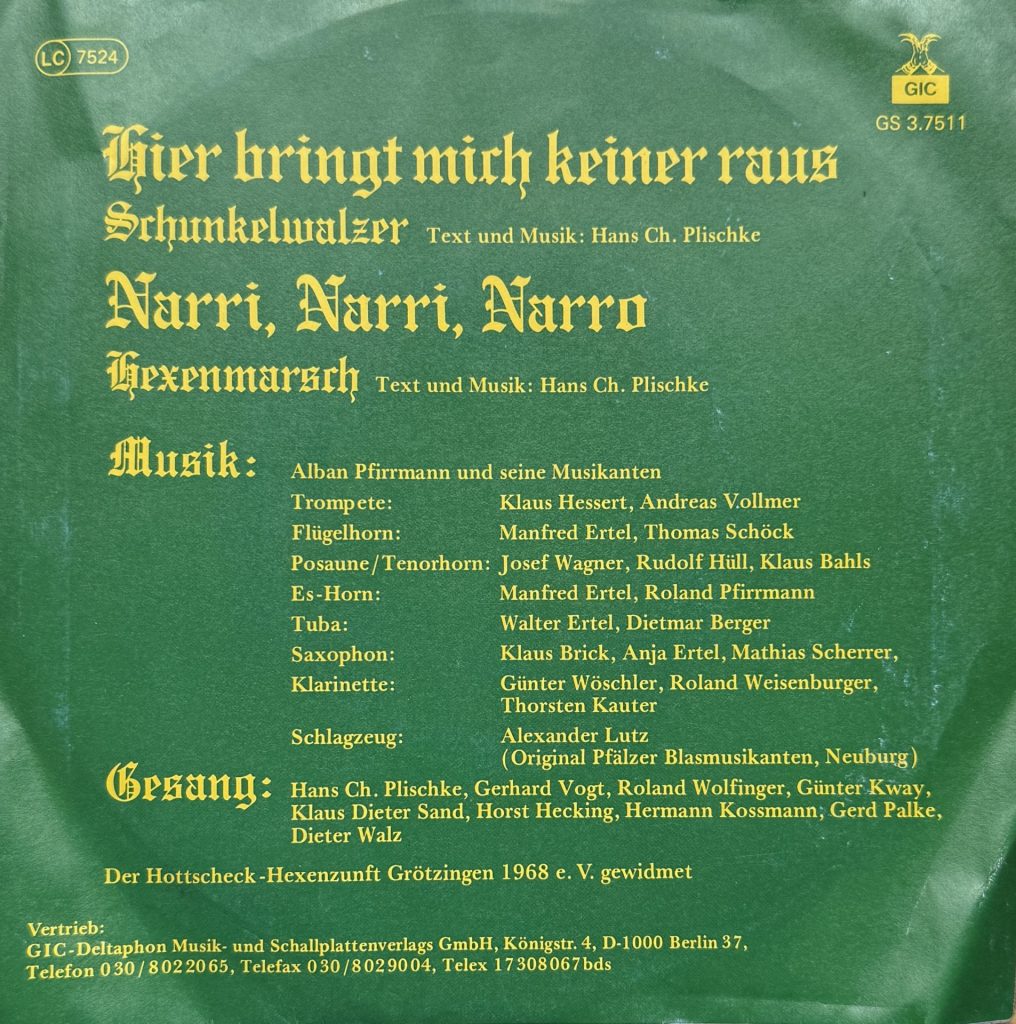 LC 7524
GIC
GS 3.7511
Hier bringt mich keiner raus
Schunkelwalzer Text und Musik: Hans Ch. Plischke
Narri, Narri, Narro
Hexenmarsch Text und Musik: Hans Ch. Plischke
Musik: Alban Pfirrmann und seine Musikanten
Trompete: Klaus Hessert, Andreas Vollmer
Flügelhorn: Manfred Ertel, Thomas Schöck
Posaune/Tenorhorn: Josef Wagner, Rudolf Hüll, Klaus Bahls
Es-Horn: Manfred Ertel, Roland Pfirrmann
Tuba: Walter Ertel, Dietmar Berger
Saxophon: Klaus Brick, Anja Ertel, Mathias Scherrer,
Klarinette: Günter Wöschler, Roland Weisenburger,
Thorsten Kauter
Schlagzeug: Alexander Lutz
(Original Pfälzer Blasmusikanten, Neuburg)
Gesang: Hans Ch. Plischke, Gerhard Vogt, Roland Wolfinger, Günter Kway,
Klaus Dieter Sand, Horst Hecking, Hermann Kossmann, Gerd Palke,
Dieter Walz
Der Hottscheck-Hexenzunft Grötzingen 1968 e. V. gewidmet
Vertrieb:
GIC-Deltaphon Musik- und Schallplattenverlags GmbH, Königstr. 4, D-1000 Berlin 37,
Telefon 030/8022065, Telefax 030/8029004, Telex 17308067bds